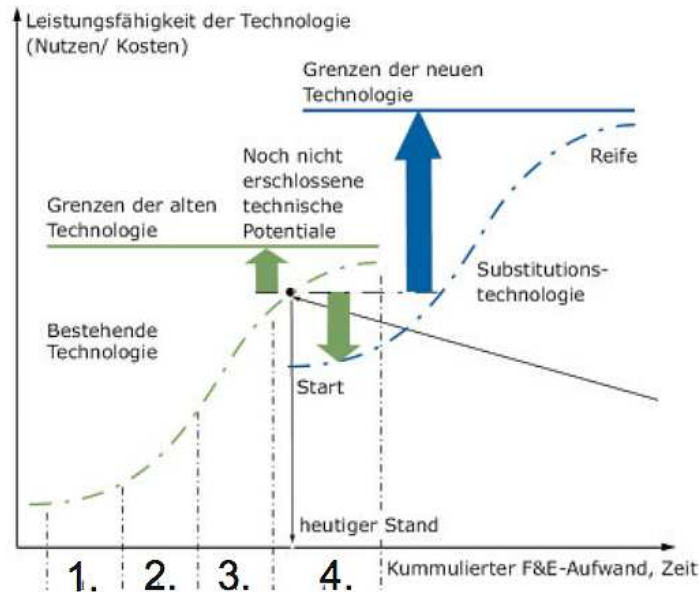 Leistungsfähigkeit der Technologie
(Nutzen/ Kosten)
Grenzen der neuen
Technologie
Noch nicht
erschlossene
technische
Potentiale
Reife
Grenzen der alten
Technologie
Substitutions-
technologie
Bestehende
Technologie
Start
heutiger Stand
1. 2. 3. 4.
Kummulierter F&E-Aufwand, Zeit